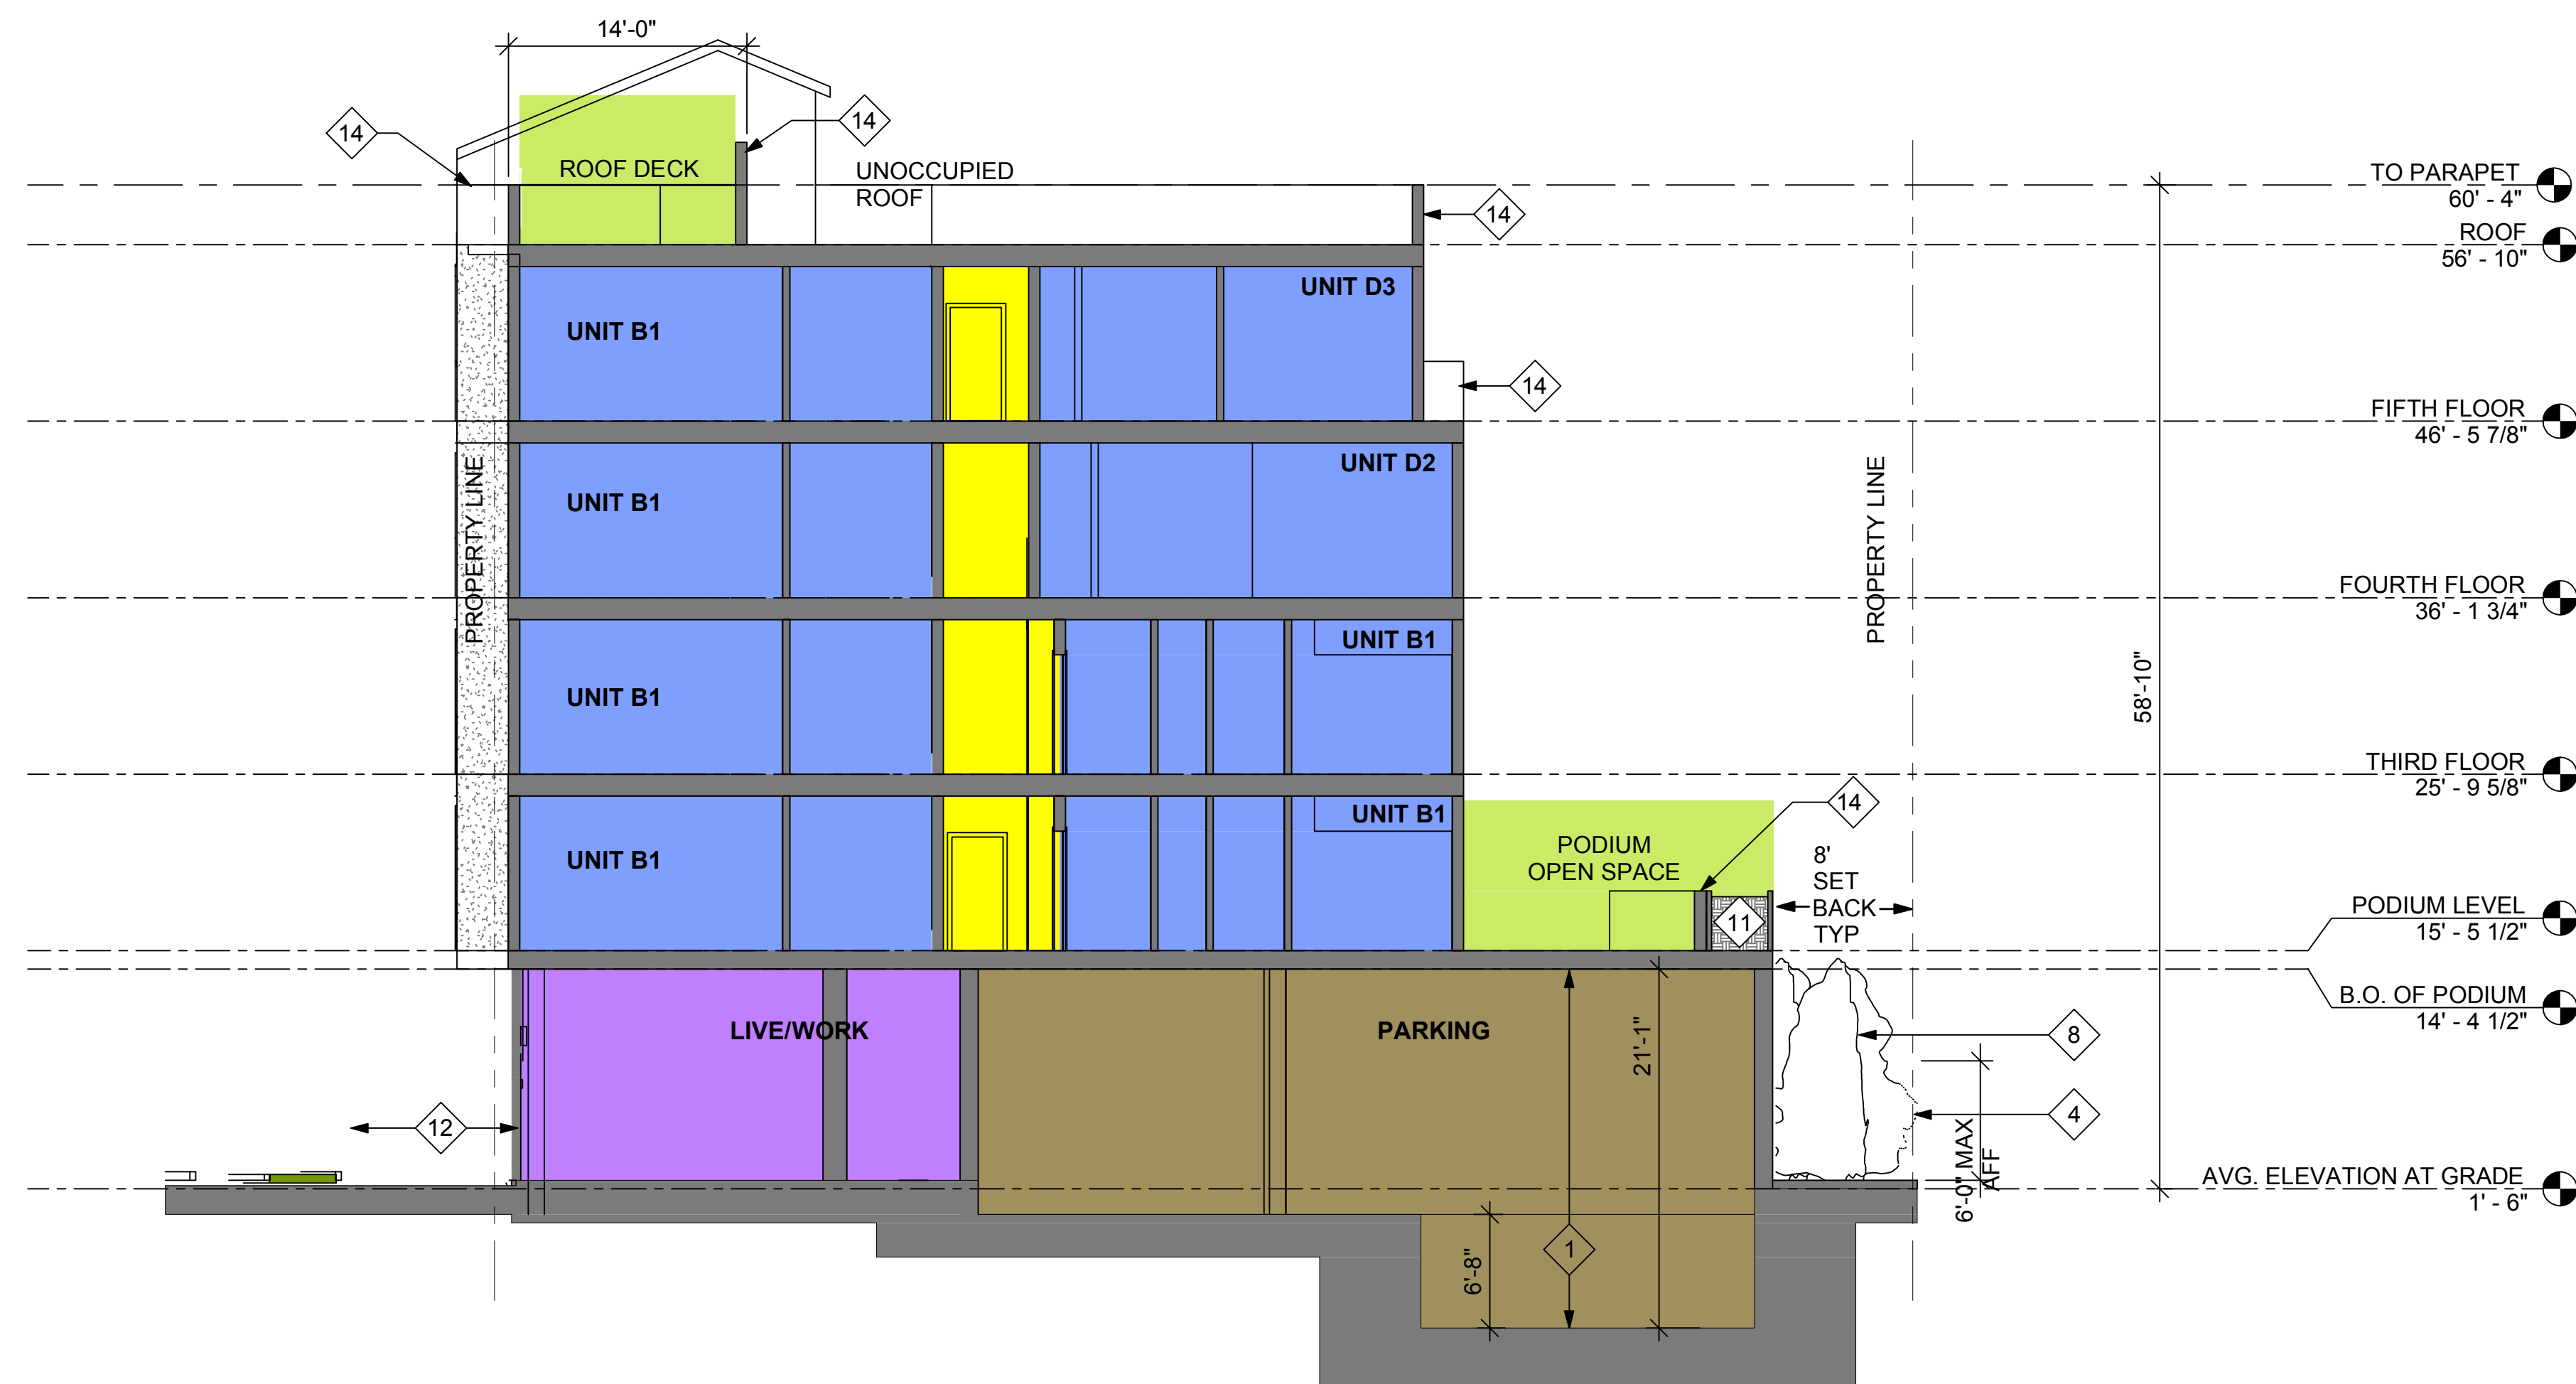 14'-0"
14
14
ROOF DECK
UNOCCUPIED
ROOF
14
TO PARAPET
60' - 4"
ROOF
56' - 10"
UNIT D3
UNIT B1
14
FIFTH FLOOR
46' - 5 7/8"
UNIT D2
UNIT B1
PROPERTY LINE
PROPERTY LINE
FOURTH FLOOR
36' - 1 3/4"
UNIT B1
UNIT B1
58'-10"
THIRD FLOOR
25' - 9 5/8"
14
UNIT B1
UNIT B1
PODIUM
OPEN SPACE
8'
SET
BACK
TYP
11
PODIUM LEVEL
15' - 5 1/2"
B.O. OF PODIUM
14' - 4 1/2"
LIVE/WORK
PARKING
21'-1"
8
12
4
6'-0" MAX
AFF
AVG. ELEVATION AT GRADE
1' - 6"
6'-8"
1